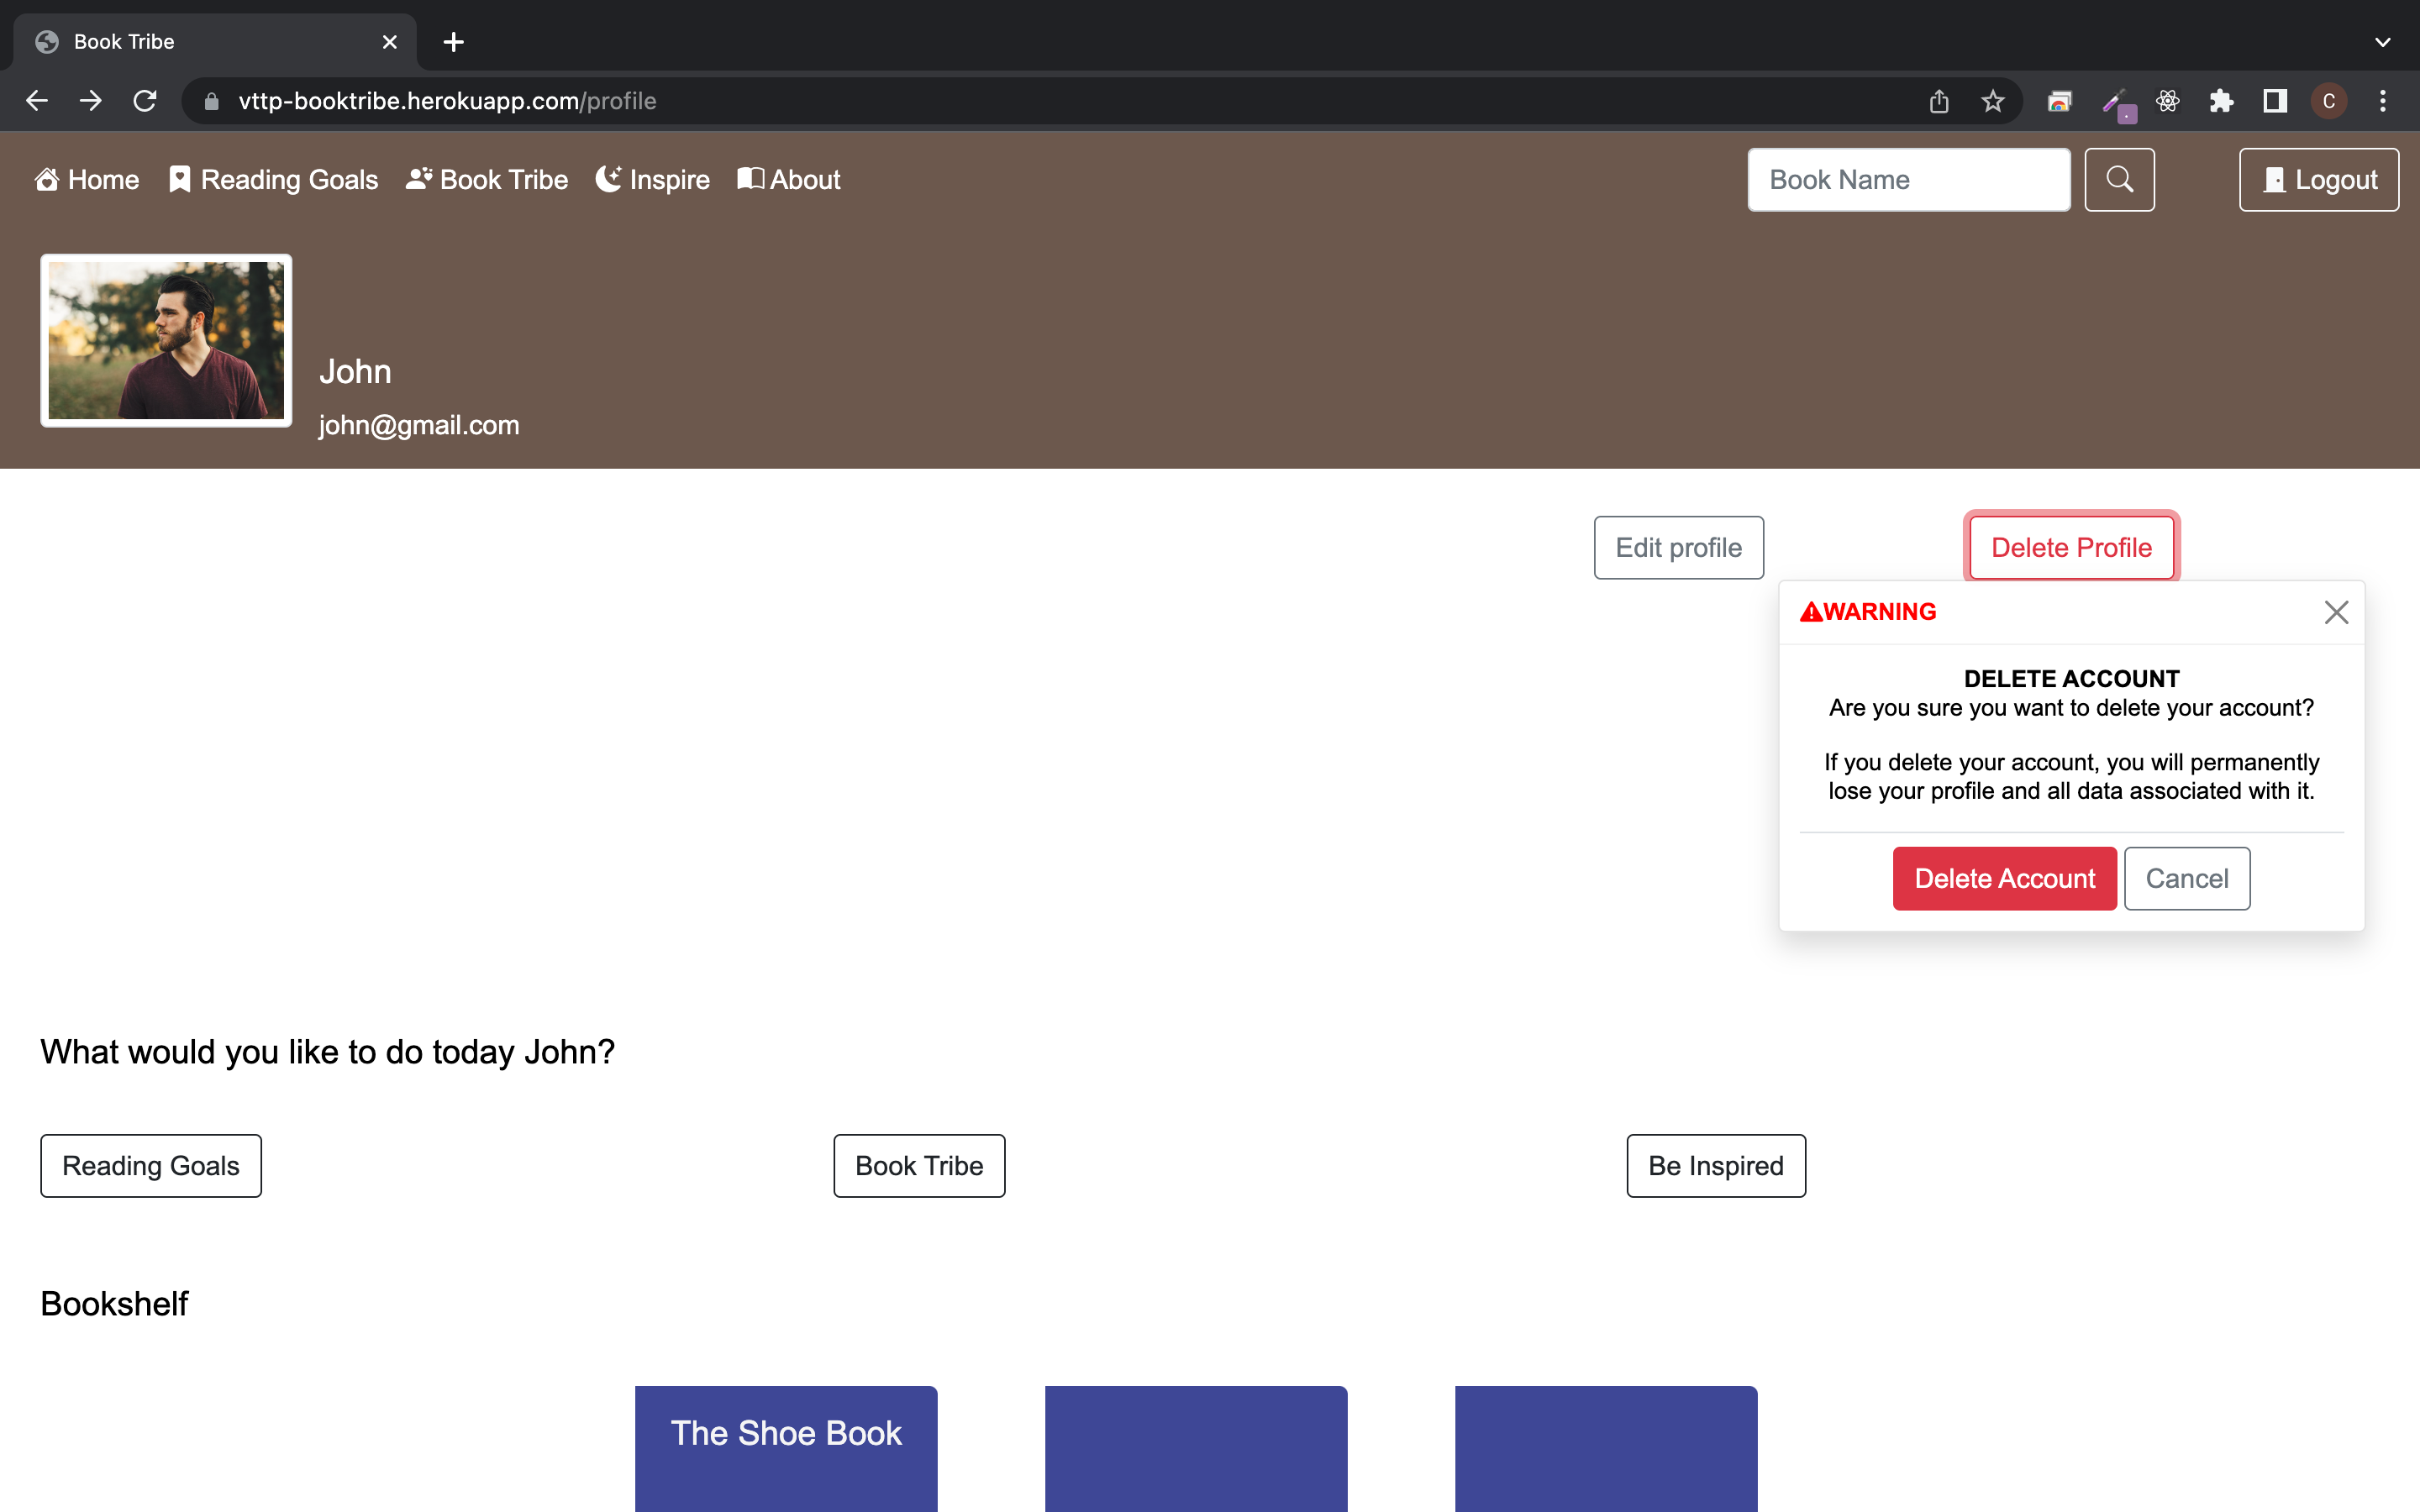 Book Tribe
vttp-booktribe.herokuapp.com/profile
C
Home Reading Goals Book Tribe Inspire About
Book Name
Logout
John
john@gmail.com
Edit profile
Delete Profile
WARNING
DELETE ACCOUNT
Are you sure you want to delete your account?
If you delete your account, you will permanently
lose your profile and all data associated with it.
Delete Account
Cancel
What would you like to do today John?
Reading Goals
Book Tribe
Be Inspired
Bookshelf
The Shoe Book